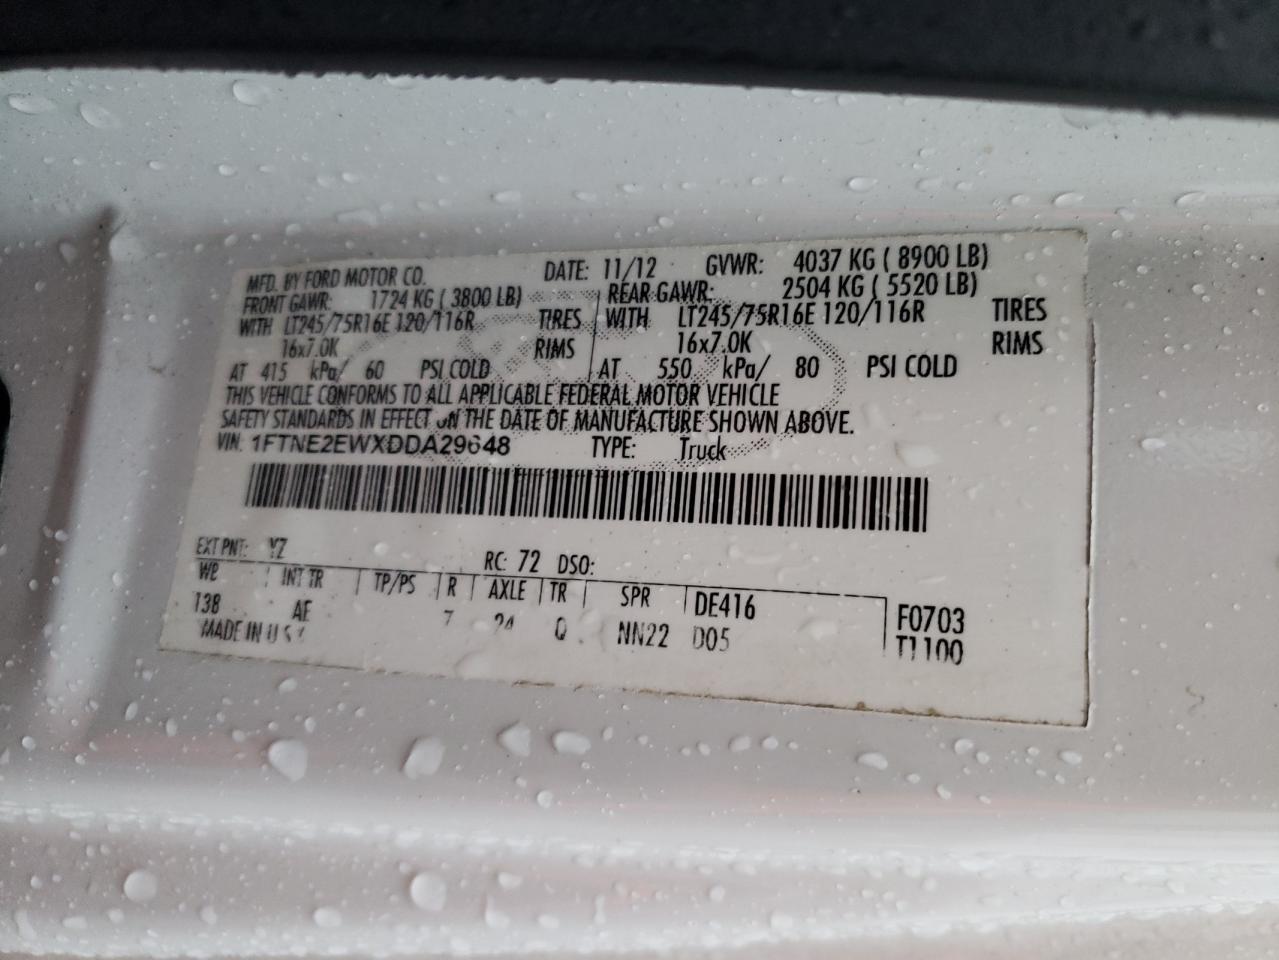 MFD. BY FORD MOTOR CO. DATE: 11/12 GVWR: 4037 KG ( 8900 LB)
FRONT GAWR: 1724 KG ( 3800 LB) REAR GAWR: 2504 KG ( 5520 LB)
WITH LT245/75R16E 120/116R TIRES WITH LT245/75R16E 120/116R TIRES
16x7.0K RIMS 16x7.0K RIMS
AT 415 kPa/ 60 PSI COLD AT 550 kPa/ 80 PSI COLD
THIS VEHICLE CONFORMS TO ALL APPLICABLE FEDERAL MOTOR VEHICLE
SAFETY STANDARDS IN EFFECT ON THE DATE OF MANUFACTURE SHOWN ABOVE.
VIN: 1FTNE2EWXDDA29648 TYPE: Truck
EXT PNT: YZ RC: 72 DSO:
WB INT TR TP/PS R AXLE TR SPR DE416 F0703
138 AE 7 24 Q NN22 D05 T1100
MADE IN U S A